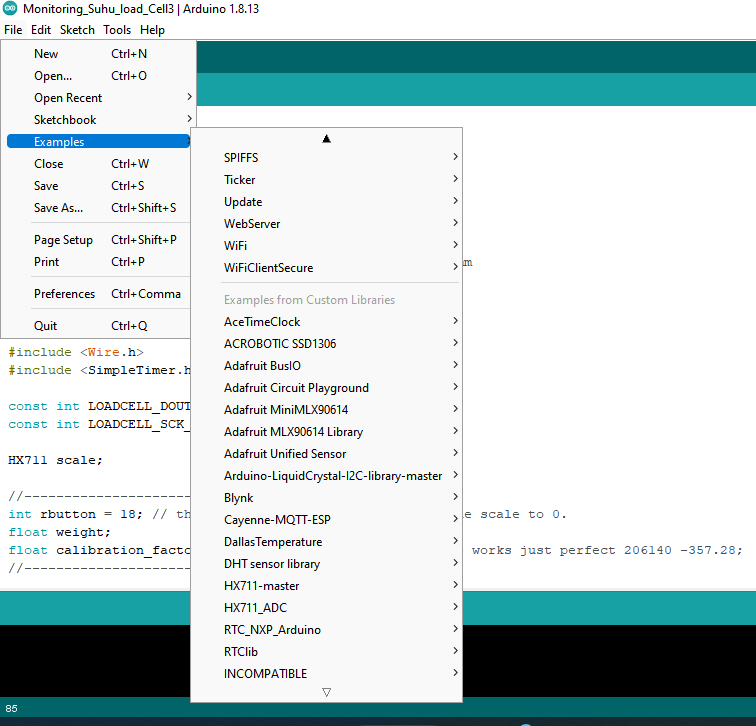 Monitoring_Suhu_load_Cell3 | Arduino 1.8.13
File Edit Sketch Tools Help
New Ctrl+N
Open... Ctrl+O
Open Recent
Sketchbook
Examples
Close Ctrl+W
Save Ctrl+S
Save As... Ctrl+Shift+S
Page Setup Ctrl+Shift+P
Print Ctrl+P
Preferences Ctrl+Comma
Quit Ctrl+Q
SPIFFS
Ticker
Update
WebServer
WiFi
WiFiClientSecure
Examples from Custom Libraries
AceTimeClock
ACROBOTIC SSD1306
Adafruit BusIO
Adafruit Circuit Playground
Adafruit MiniMLX90614
Adafruit MLX90614 Library
Adafruit Unified Sensor
Arduino-LiquidCrystal-I2C-library-master
Blynk
Cayenne-MQTT-ESP
DallasTemperature
DHT sensor library
HX711-master
HX711_ADC
RTC_NXP_Arduino
RTClib
INCOMPATIBLE
m
#include <Wire.h>
#include <SimpleTimer.h
const int LOADCELL_DOUT
const int LOADCELL_SCK_
HX711 scale;
//----------------------
int rbutton = 18; // th e scale to 0.
float weight;
float calibration_facto works just perfect 206140 -357.28;
//----------------------
85